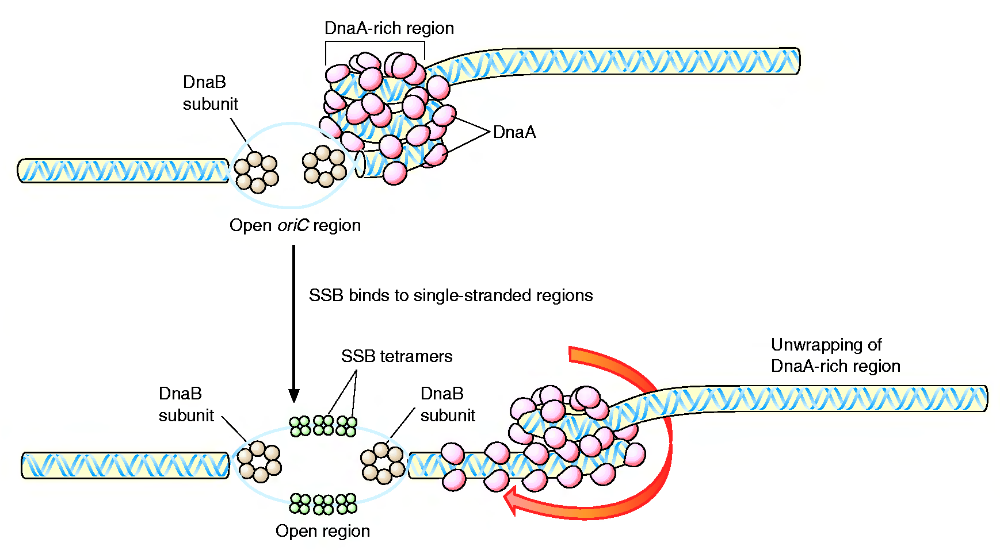 DnaA-rich region
DnaB
subunit
DnaA
Open oriC region
SSB binds to single-stranded regions
Unwrapping of
DnaA-rich region
SSB tetramers
DnaB
subunit
DnaB
subunit
Open region